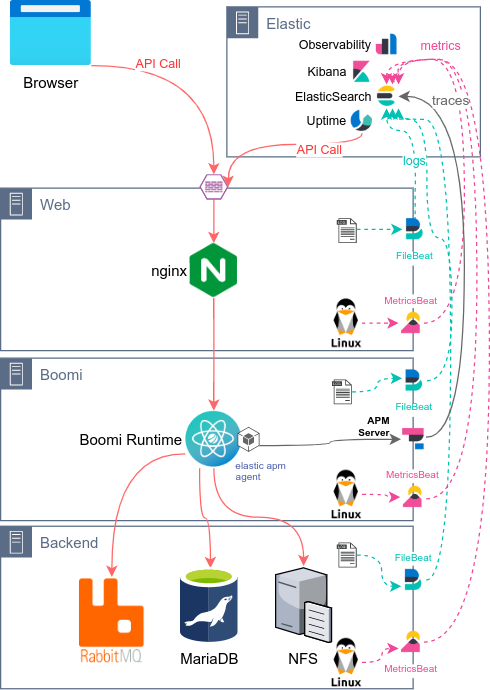 Elastic
Observability
metrics
Kibana
ElasticSearch
traces
Uptime
Browser
API Call
API Call
logs
Web
nginx
FileBeat
MetricsBeat
Linux
Boomi
FileBeat
APM
Server
Boomi Runtime
elastic apm
agent
MetricsBeat
Linux
Backend
FileBeat
RabbitMQ
MariaDB
NFS
Linux
MetricsBeat